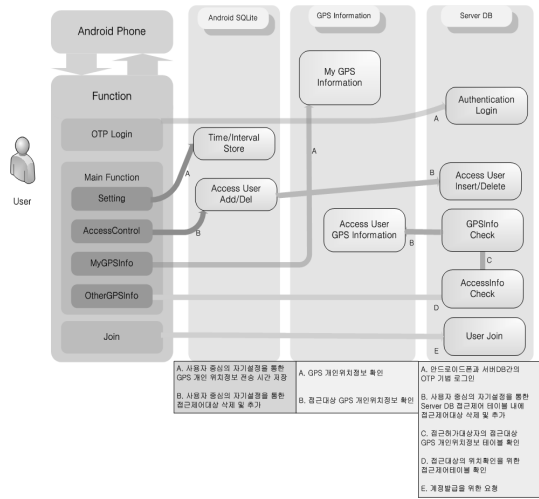 Android Phone
Android SQLite
GPS Information
Server DB
Function
OTP Login
Main Function
Setting
AccessControl
MyGPSInfo
OtherGPSInfo
Join
User
Time/Interval
Store
Access User
Add/Del
My GPS
Information
Access User
GPS Information
Authentication
Login
Access User
Insert/Delete
GPSInfo
Check
AccessInfo
Check
User Join
A
A
B
A
B
B
C
D
E
A. 사용자 중심의 자기설정을 통한
GPS 개인 위치정보 전송 시간 저장
B. 사용자 중심의 자기설정을 통한
접근제어대상 삭제 및 추가
A. GPS 개인위치정보 확인
B. 접근대상 GPS 개인위치정보 확인
A. 안드로이드폰과 서버DB간의
OTP 기법 로그인
B. 사용자 중심의 자기설정을 통한
Server DB 접근제어 테이블 내에
접근제어대상 삭제 및 추가
C. 접근허가대상자의 접근대상
GPS 개인위치정보 테이블 확인
D. 접근대상의 위치확인을 위한
접근제어테이블 확인
E. 계정발급을 위한 요청